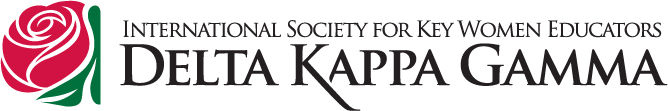 International Society for Key Women Educators
Delta Kappa Gamma